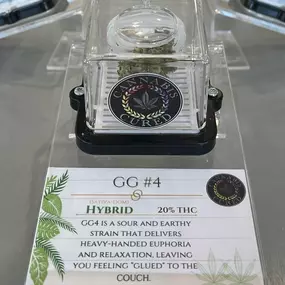 CANNABIS
CURED
GG #4
HYBRID 20% THC
GG4 IS A SOUR AND EARTHY
STRAIN THAT DELIVERS
HEAVY-HANDED EUPHORIA
AND RELAXATION, LEAVING
YOU FEELING "GLUED" TO THE
COUCH.